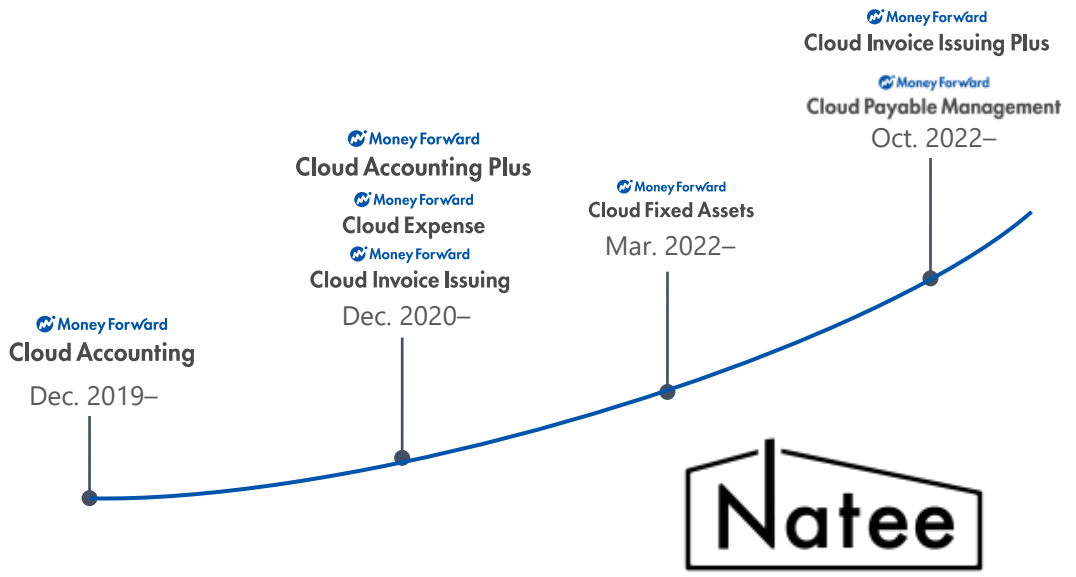 Money Forward
Cloud Invoice Issuing Plus
Money Forward
Cloud Payable Management
Oct. 2022–
Money Forward
Cloud Accounting Plus
Money Forward
Cloud Expense
Money Forward
Cloud Invoice Issuing
Dec. 2020–
Money Forward
Cloud Fixed Assets
Mar. 2022–
Money Forward
Cloud Accounting
Dec. 2019–
Natee